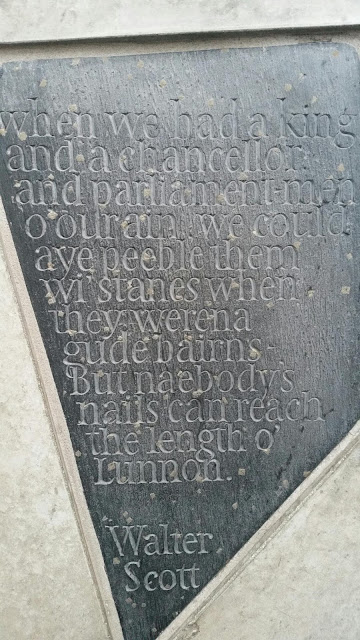 when we had a king
and a chancellor
and parliament-men
o'our ain, we could
aye peeble them
wi'stanes when
they werena
gude bairns-
But naebody's
nails can reach
the length o'
Lunnon.
Walter
Scott